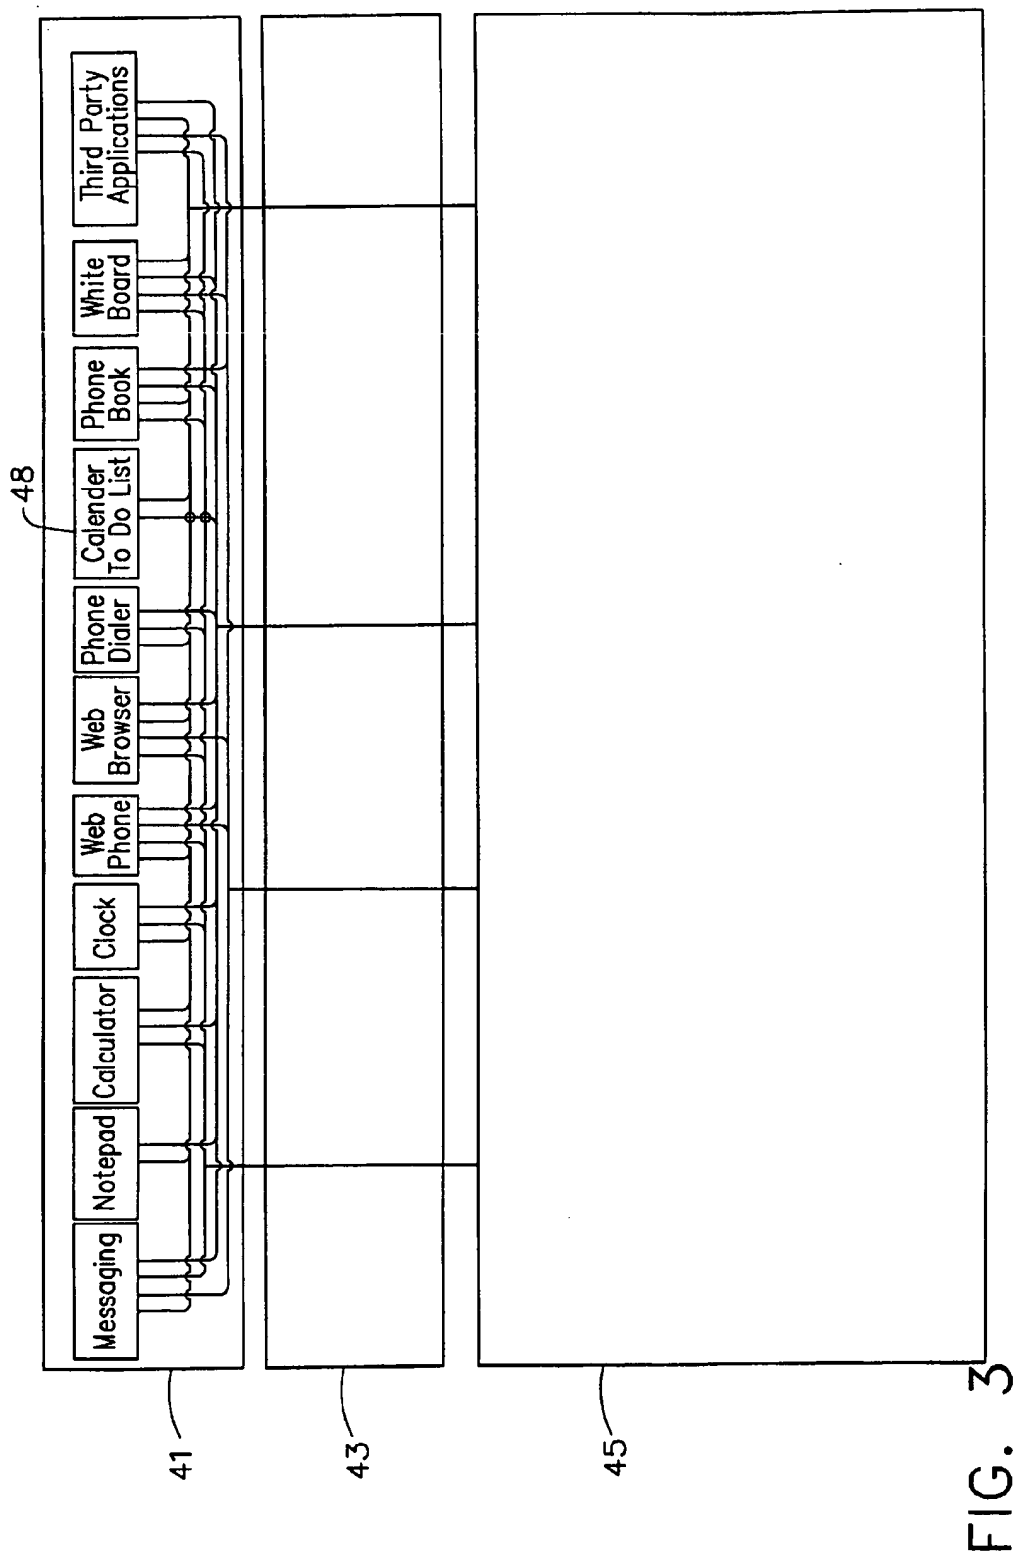 48
Messaging
Notepad
Calculator
Clock
Web
Phone
Web
Browser
Phone
Dialer
Calender
To Do List
Phone
Book
White
Board
Third Party
Applications
41
43
45
FIG. 3